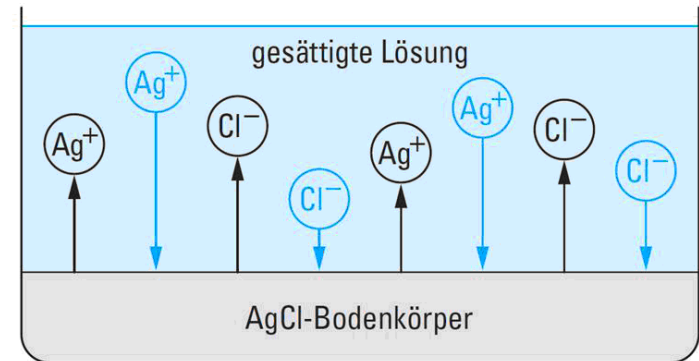 gesättigte Lösung
Ag⁺
Ag⁺
Cl⁻
Cl⁻
Ag⁺
Ag⁺
Cl⁻
Cl⁻
AgCl-Bodenkörper